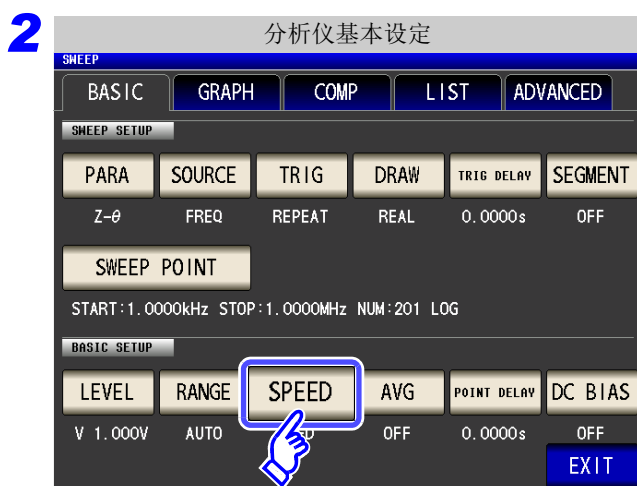 2
分析仪基本设定
SWEEP
BASIC GRAPH COMP LIST ADVANCED
SWEEP SETUP
PARA SOURCE TRIG DRAW TRIG DELAY SEGMENT
Z-θ FREQ REPEAT REAL 0.0000s OFF
SWEEP POINT
START:1.0000kHz STOP:1.0000MHz NUM:201 LOG
BASIC SETUP
LEVEL RANGE SPEED AVG POINT DELAY DC BIAS
V 1.000V AUTO OFF 0.0000s OFF
EXIT